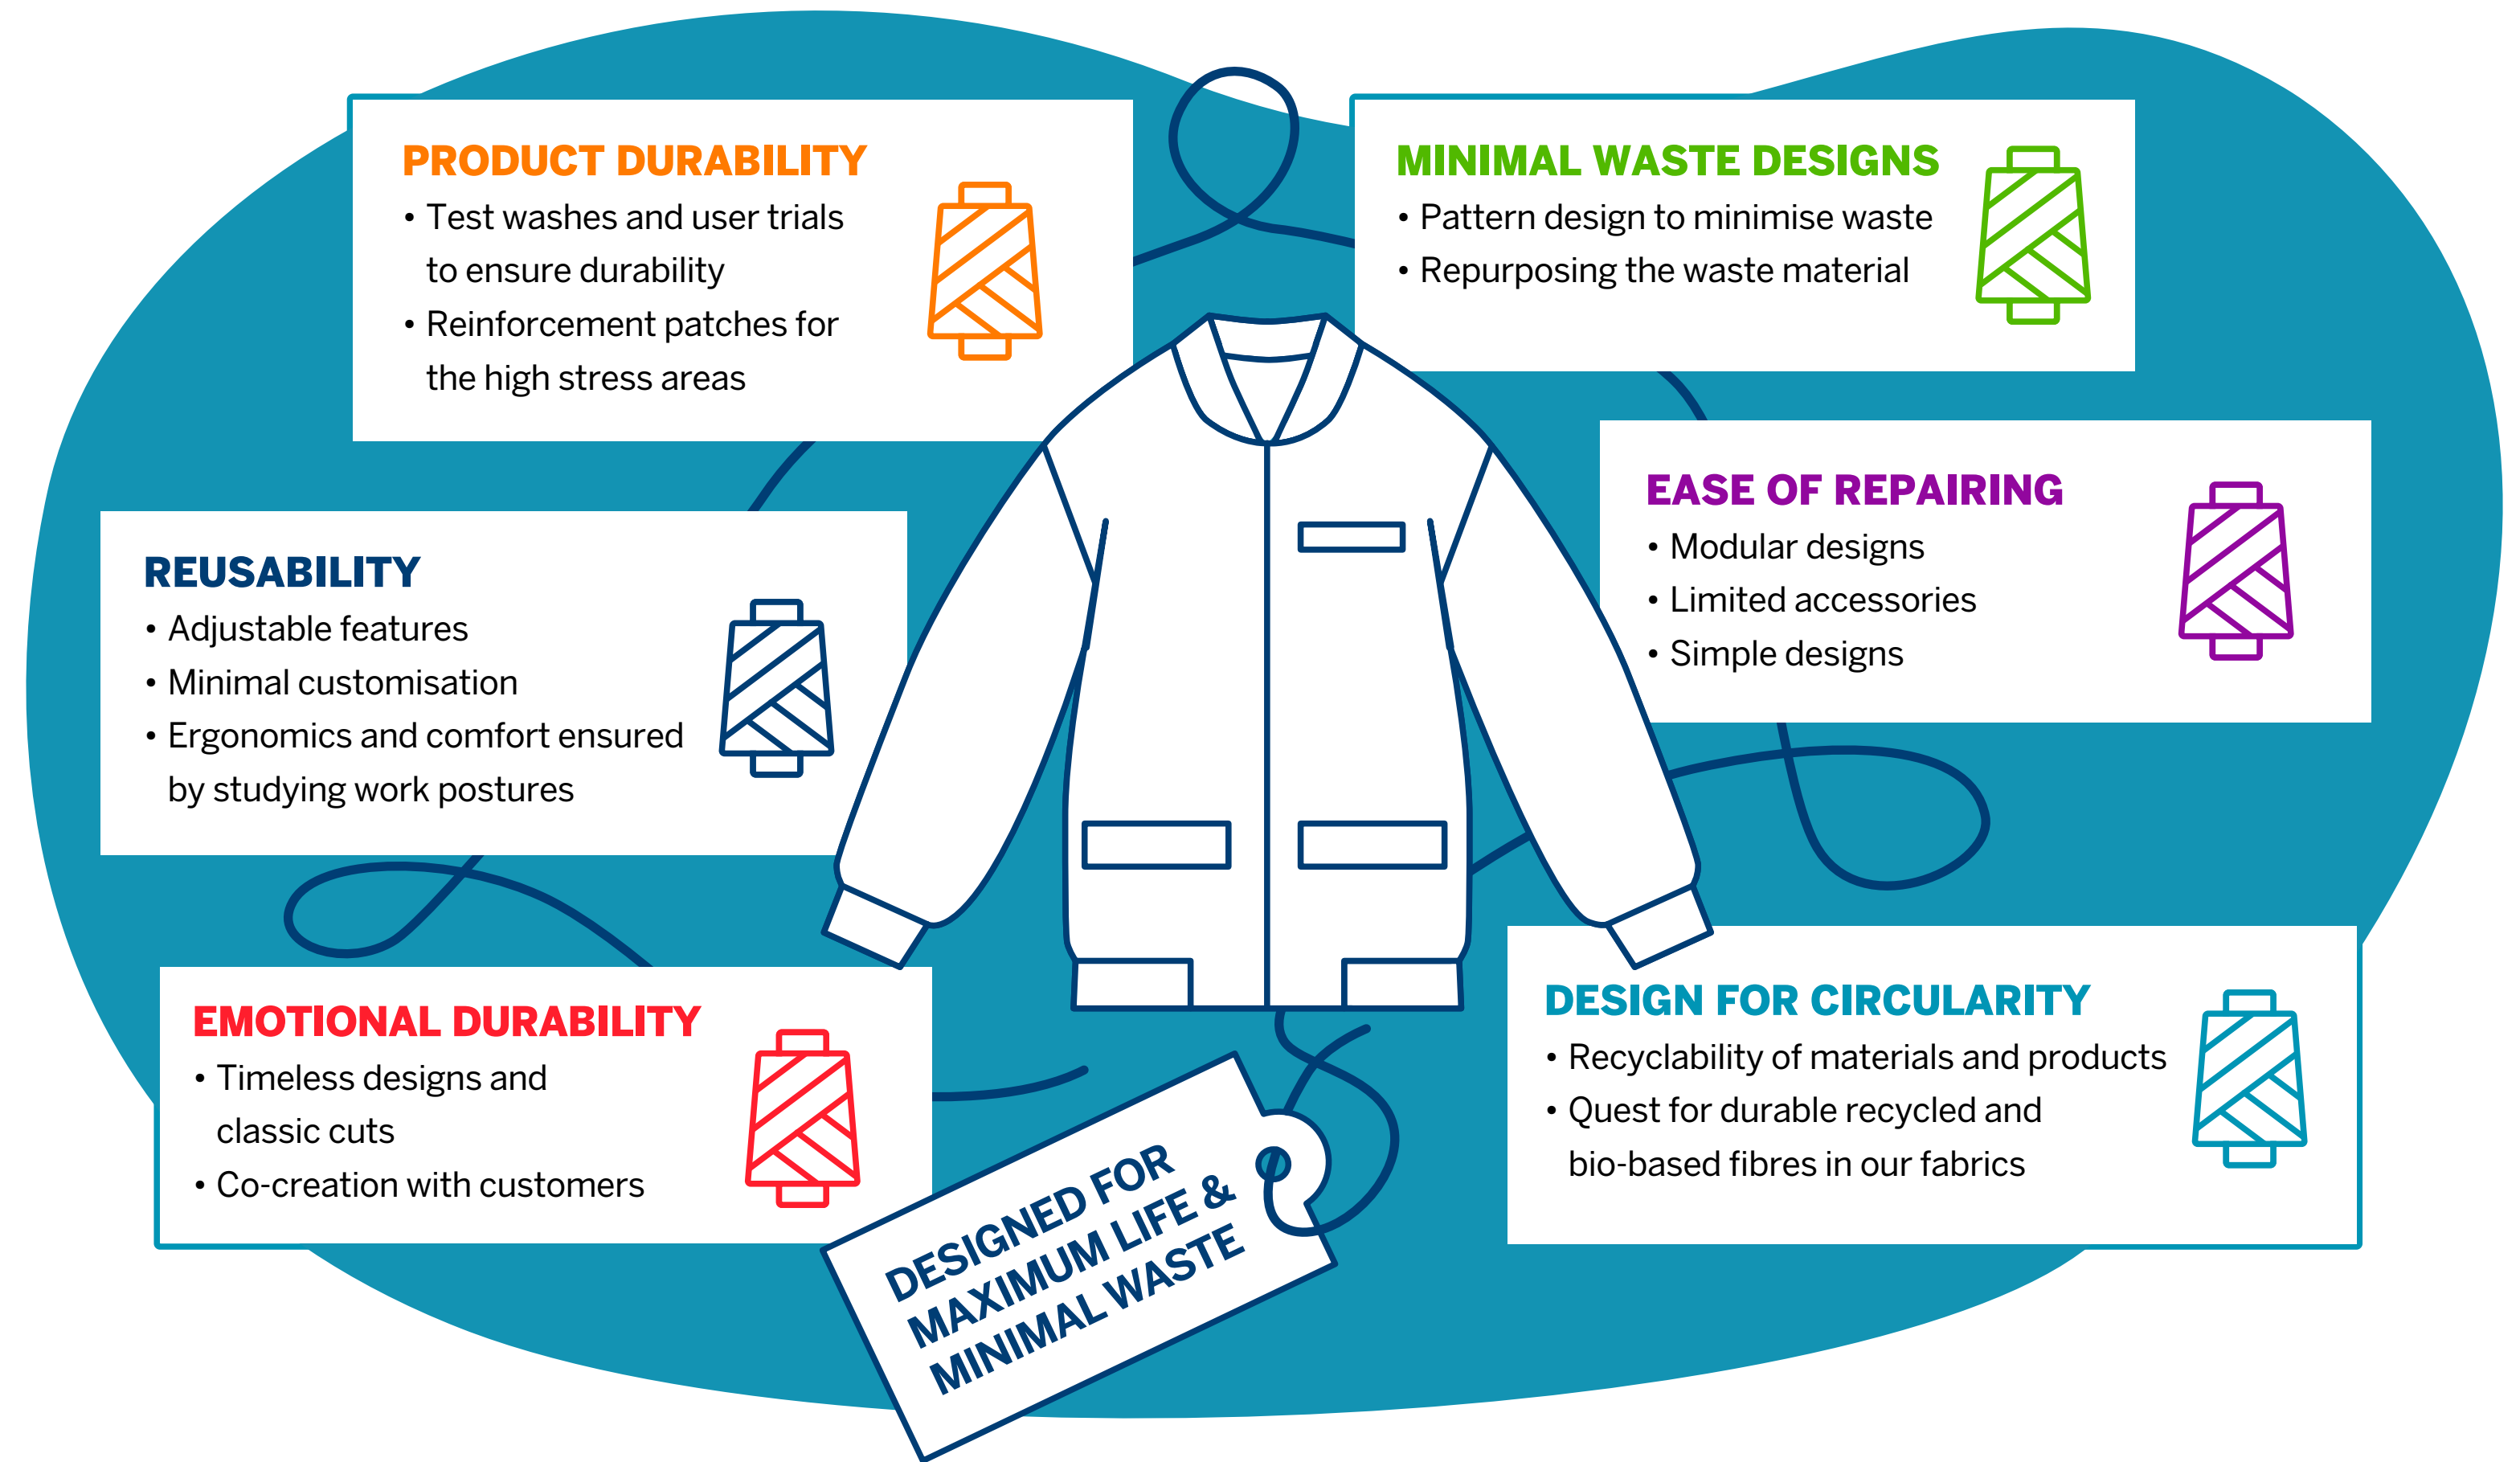 PRODUCT DURABILITY
• Test washes and user trials
to ensure durability
• Reinforcement patches for
the high stress areas
MINIMAL WASTE DESIGNS
• Pattern design to minimise waste
• Repurposing the waste material
REUSABILITY
• Adjustable features
• Minimal customisation
• Ergonomics and comfort ensured
by studying work postures
EASE OF REPAIRING
• Modular designs
• Limited accessories
• Simple designs
EMOTIONAL DURABILITY
• Timeless designs and
classic cuts
• Co-creation with customers
DESIGN FOR CIRCULARITY
• Recyclability of materials and products
• Quest for durable recycled and
bio-based fibres in our fabrics
DESIGNED FOR
MAXIMUM LIFE &
MINIMAL WASTE